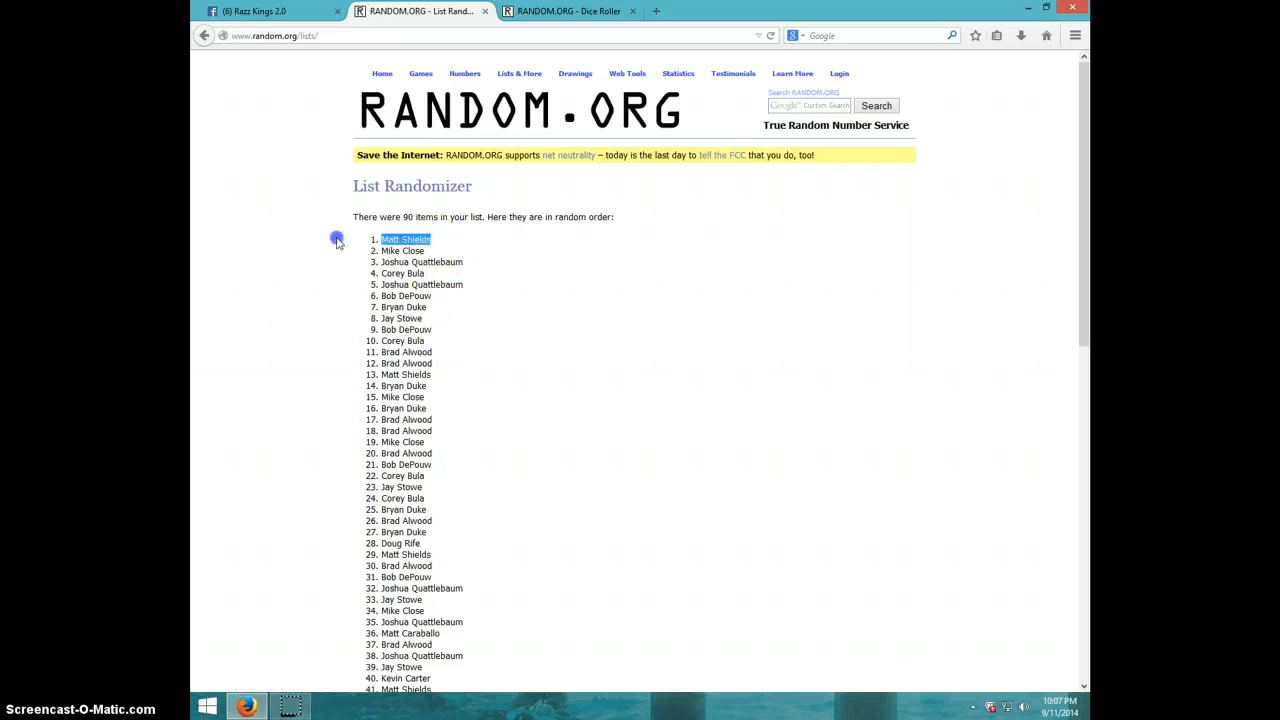 (6) Razz Kings 2.0
RANDOM.ORG - List Rand...
RANDOM.ORG - Dice Roller
www.random.org/lists/
Google
Home Games Numbers Lists & More Drawings Web Tools Statistics Testimonials Learn More Login
RANDOM.ORG
Search RANDOM.ORG
Google™ Custom Search
Search
True Random Number Service
Save the Internet: RANDOM.ORG supports net neutrality – today is the last day to tell the FCC that you do, too!
List Randomizer
There were 90 items in your list. Here they are in random order:
1. Matt Shields
2. Mike Close
3. Joshua Quattlebaum
4. Corey Bula
5. Joshua Quattlebaum
6. Bob DePouw
7. Bryan Duke
8. Jay Stowe
9. Bob DePouw
10. Corey Bula
11. Brad Alwood
12. Brad Alwood
13. Matt Shields
14. Bryan Duke
15. Mike Close
16. Bryan Duke
17. Brad Alwood
18. Brad Alwood
19. Mike Close
20. Brad Alwood
21. Bob DePouw
22. Corey Bula
23. Jay Stowe
24. Corey Bula
25. Bryan Duke
26. Brad Alwood
27. Bryan Duke
28. Doug Rife
29. Matt Shields
30. Brad Alwood
31. Bob DePouw
32. Joshua Quattlebaum
33. Jay Stowe
34. Mike Close
35. Joshua Quattlebaum
36. Matt Caraballo
37. Brad Alwood
38. Joshua Quattlebaum
39. Jay Stowe
40. Kevin Carter
41. Matt Shields
10:07 PM
9/11/2014
Screencast-O-Matic.com